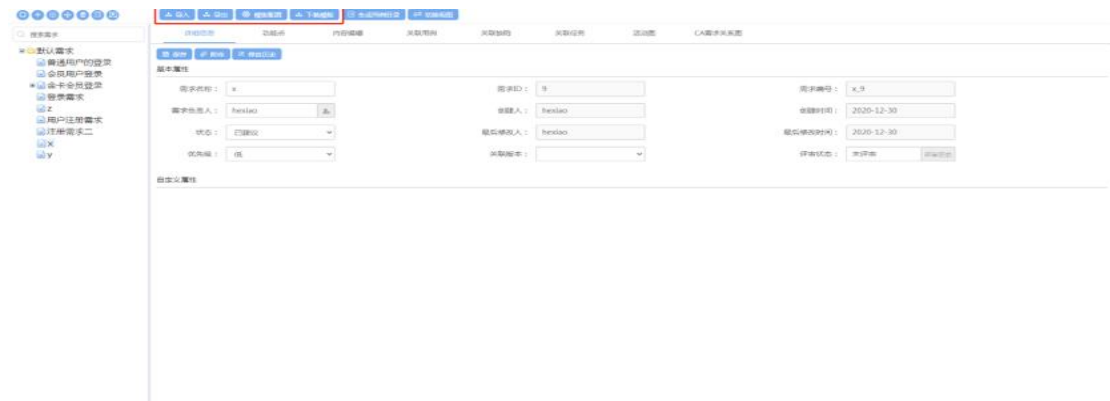 导入 导出 模板配置 下载模板 生成用例目录 切换视图
搜索需求
详细信息 功能点 内容编辑 关联用例 关联缺陷 关联任务 活动图 CA需求关系图
默认需求
普通用户的登录
会员用户登录
金卡会员登录
登录需求
z
用户注册需求
注册需求二
x
y
保存 修改历史
基本属性
需求名称： x 需求ID： 9 需求编号： x_9
需求负责人： hexiao 创建人： hexiao 创建时间： 2020-12-30
状态： 已建议 最后修改人： hexiao 最后修改时间： 2020-12-30
优先级： 低 关联版本： 评审状态： 未评审
自定义属性